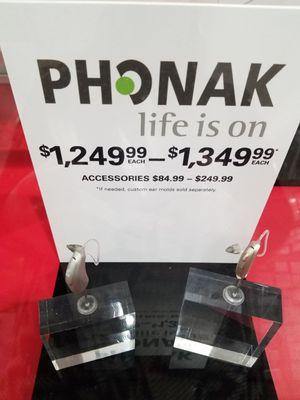 PHONAK
life is on
$1,249.99 EACH — $1,349.99* EACH
ACCESSORIES $84.99 – $249.99
*If needed, custom ear molds sold separately.